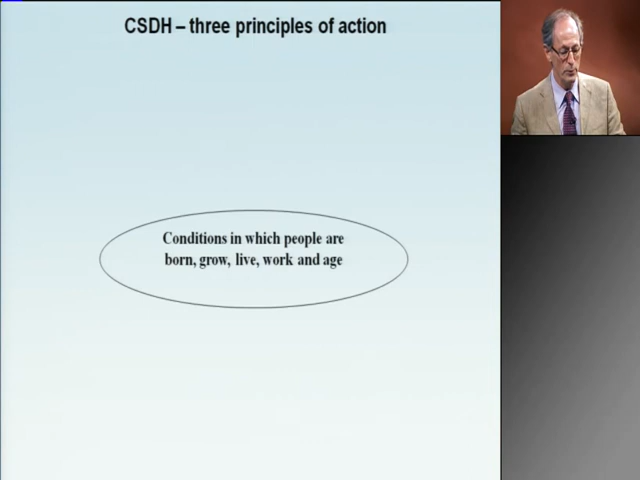 CSDH – three principles of action
Conditions in which people are
born, grow, live, work and age